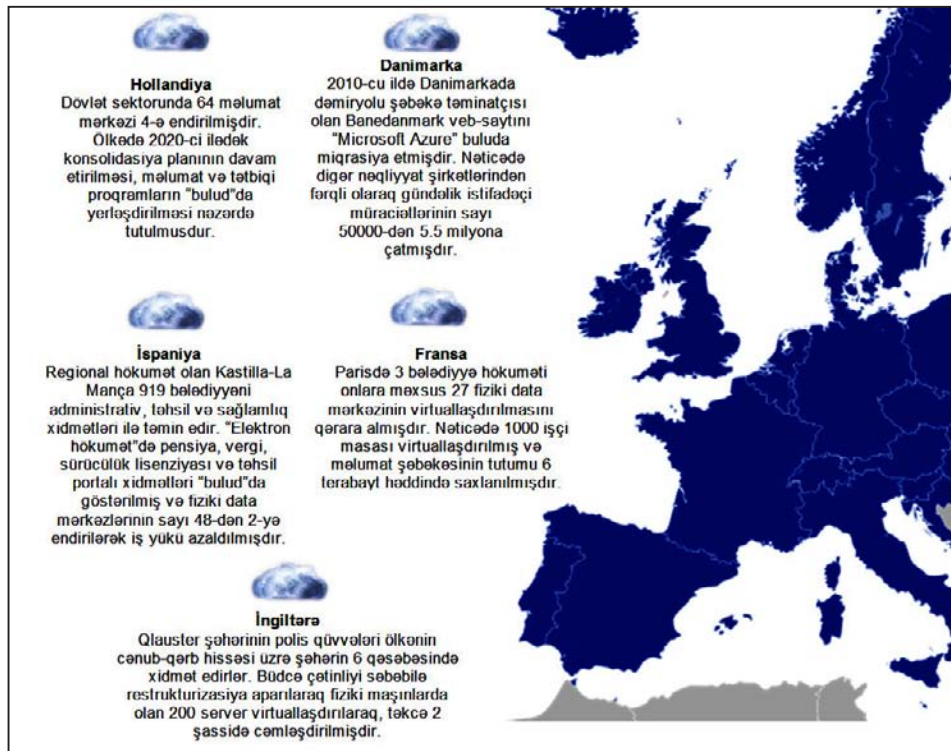 Hollandiya
Dövlət sektorunda 64 məlumat
mərkəzi 4-ə endirilmişdir.
Ölkədə 2020-ci ilədək
konsolidasiya planının davam
etirilməsi, məlumat və tətbiqi
proqramların "bulud"da
yerləşdirilməsi nəzərdə
tutulmusdur.
Danimarka
2010-cu ildə Danimarkada
dəmiryolu şəbəkə təminatçısı
olan Banedanmark veb-saytını
"Microsoft Azure" buluda
miqrasiya etmişdir. Nəticədə
digər nəqliyyat şirkətlərindən
fərqli olaraq gündəlik istifadəçi
müraciətlərinin sayı
50000-dən 5.5 milyona
çatmışdır.
İspaniya
Regional hökumət olan Kastilla-La
Mança 919 bələdiyyəni
administrativ, təhsil və sağlamlıq
xidmətləri ilə təmin edir. "Elektron
hökumət"də pensiya, vergi,
sürücülük lisenziyası və təhsil
portalı xidmətləri "bulud"da
göstərilmiş və fiziki data
mərkəzlərinin sayı 48-dən 2-yə
endirilərək iş yükü azaldılmışdır.
Fransa
Parisdə 3 bələdiyyə hökuməti
onlara məxsus 27 fiziki data
mərkəzinin virtuallaşdırılmasını
qərara almışdır. Nəticədə 1000 işçi
masası virtuallaşdırılmış və
məlumat şəbəkəsinin tutumu 6
terabayt həddində saxlanılmışdır.
İngiltərə
Qlauster şəhərinin polis qüvvələri ölkənin
cənub-qərb hissəsi üzrə şəhərin 6 qəsəbəsində
xidmət edirlər. Büdcə çətinliyi səbəbilə
restrukturizasiya aparılaraq fiziki maşınlarda
olan 200 server virtuallaşdırılaraq, təkcə 2
şassidə cəmləşdirilmişdir.